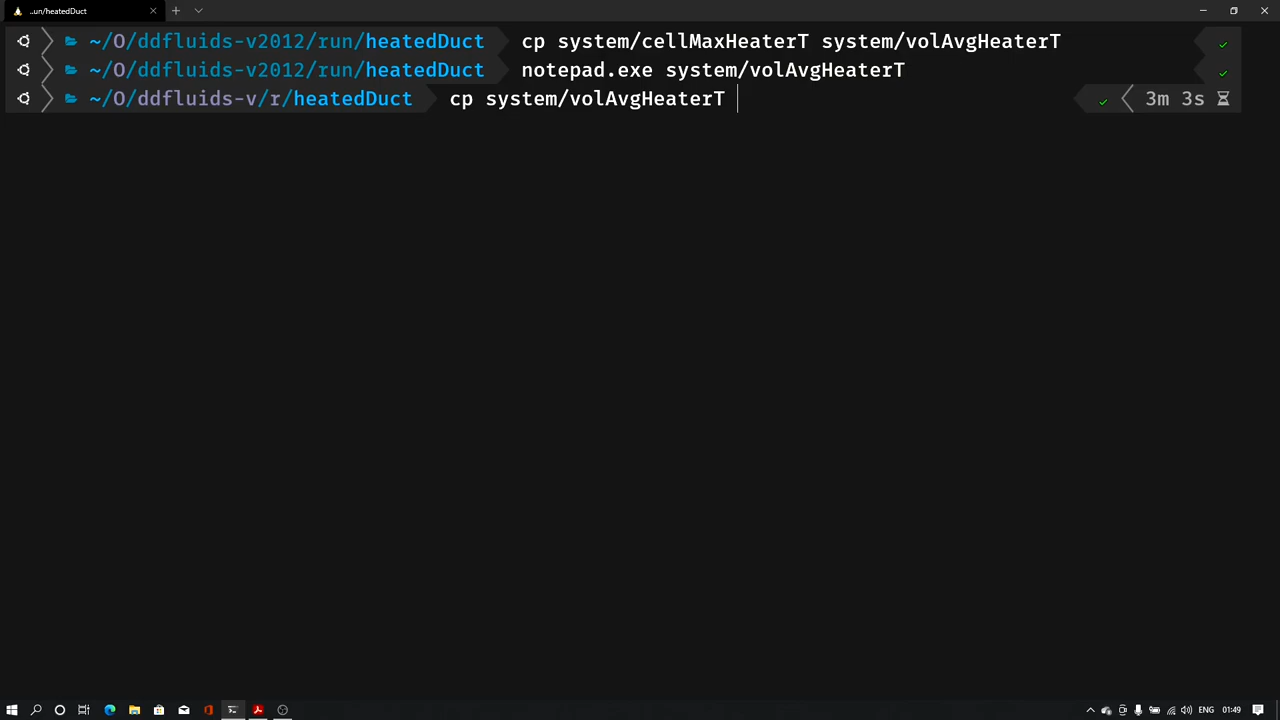 ..un/heatedDuct
~/O/ddfluids-v2012/run/heatedDuct cp system/cellMaxHeaterT system/volAvgHeaterT
~/O/ddfluids-v2012/run/heatedDuct notepad.exe system/volAvgHeaterT
~/O/ddfluids-v/r/heatedDuct cp system/volAvgHeaterT 3m 3s
ENG 01:49